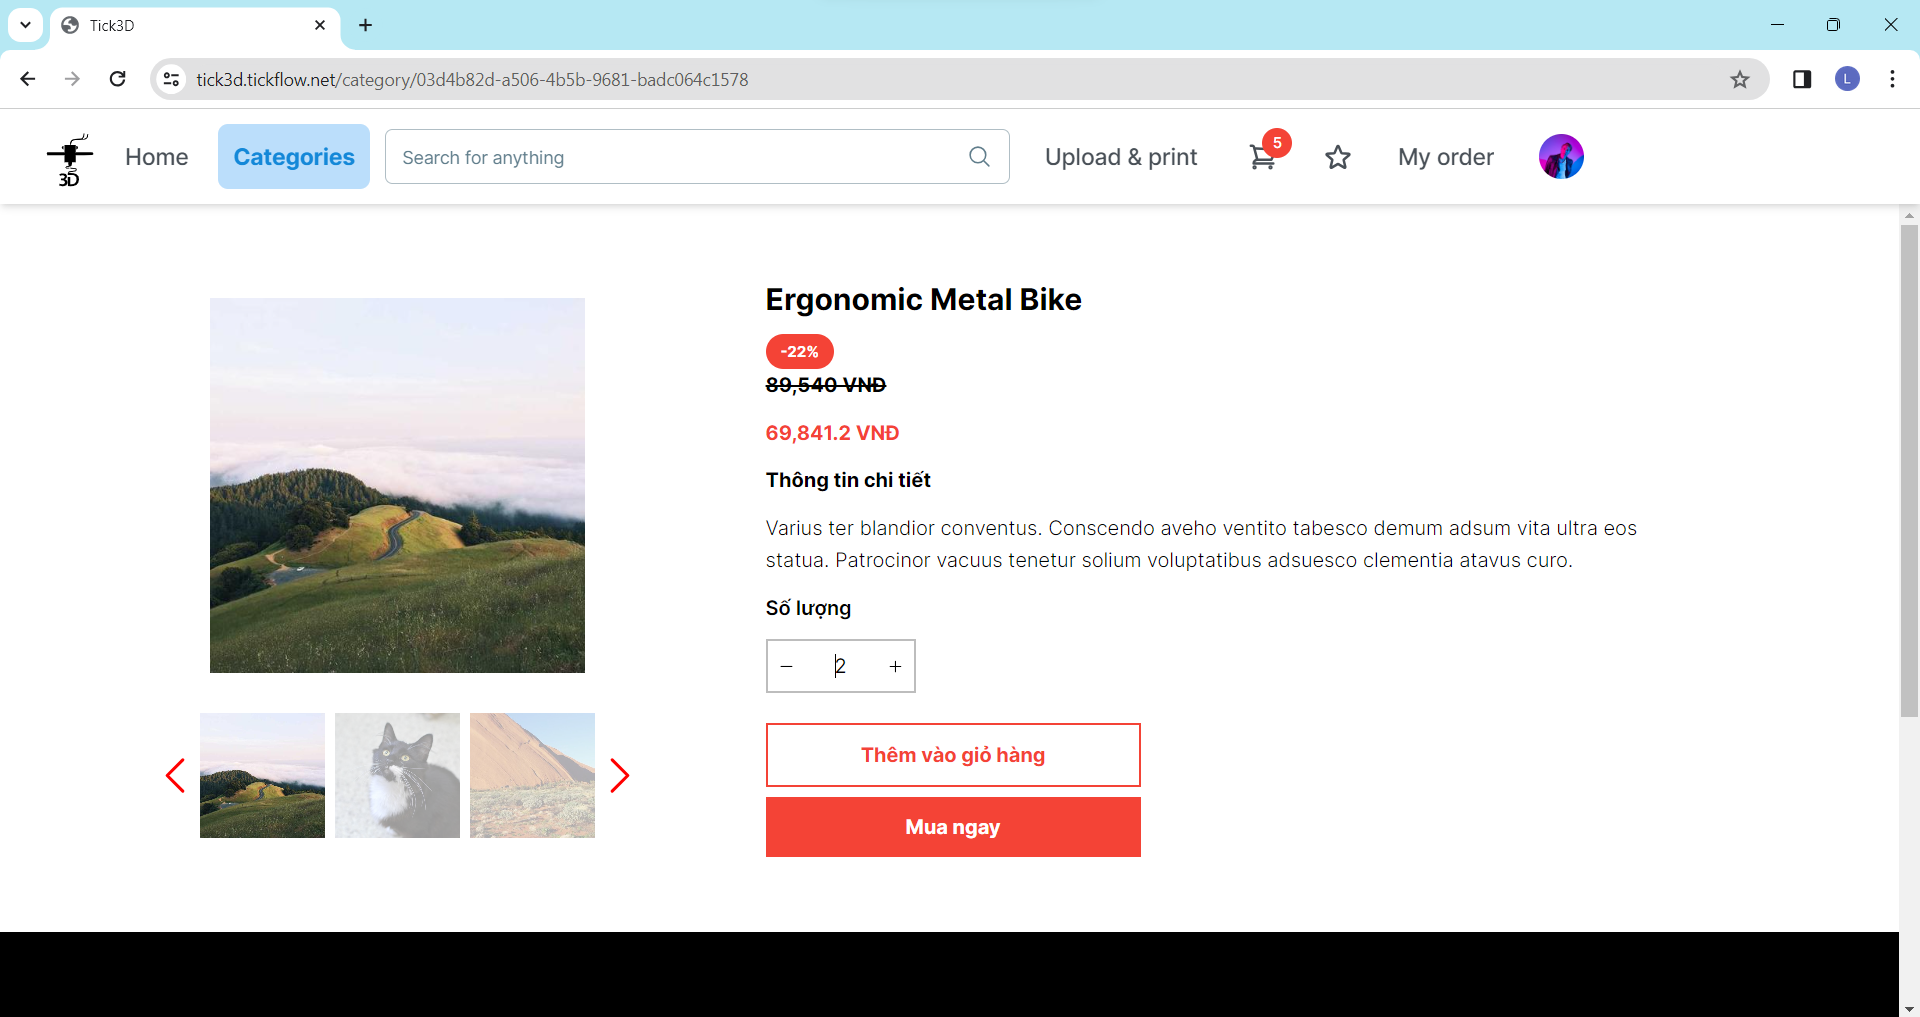 Tick3D
tick3d.tickflow.net/category/03d4b82d-a506-4b5b-9681-badc064c1578
L
3D
Home
Categories
Search for anything
Upload & print
5
My order
Ergonomic Metal Bike
-22%
89,540 VNĐ
69,841.2 VNĐ
Thông tin chi tiết
Varius ter blandior conventus. Conscendo aveho ventito tabesco demum adsum vita ultra eos
statua. Patrocinor vacuus tenetur solium voluptatibus adsuesco clementia atavus curo.
Số lượng
2
Thêm vào giỏ hàng
Mua ngay